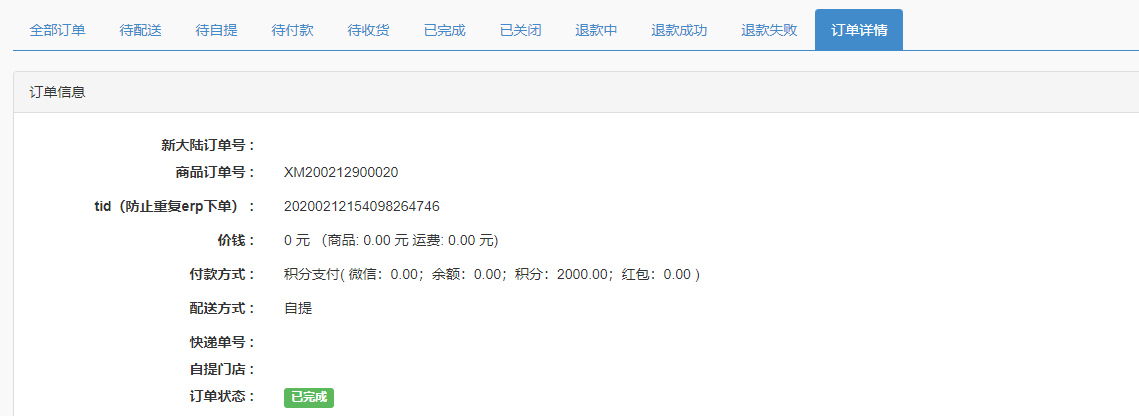 全部订单 待配送 待自提 待付款 待收货 已完成 已关闭 退款中 退款成功 退款失败 订单详情
订单信息
新大陆订单号：
商品订单号： XM200212900020
tid（防止重复erp下单）： 20200212154098264746
价钱： 0 元 （商品: 0.00 元 运费: 0.00 元)
付款方式： 积分支付( 微信：0.00；余额：0.00；积分：2000.00；红包：0.00 )
配送方式： 自提
快递单号：
自提门店：
订单状态： 已完成